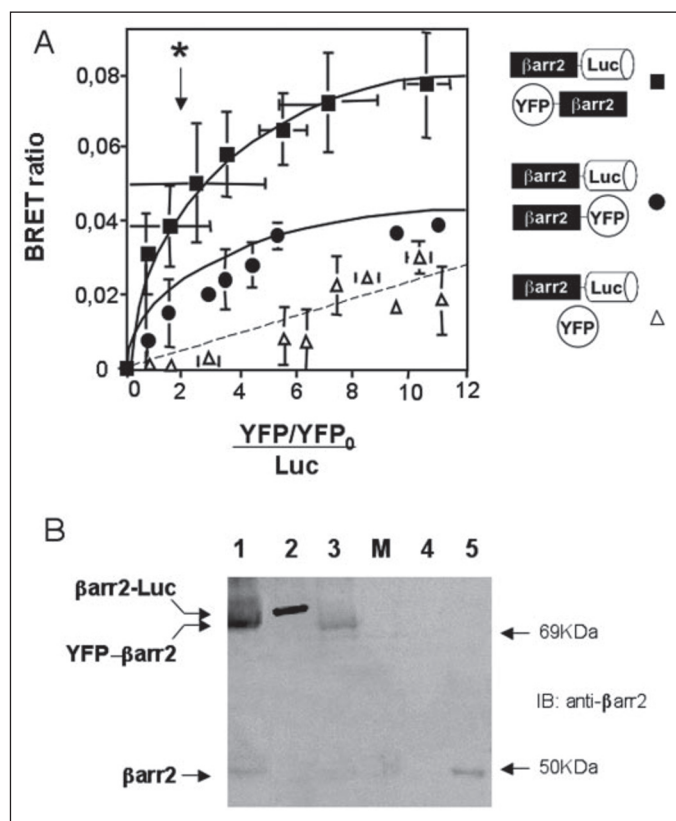 A
*
BRET ratio
0,08
0,06
0,04
0,02
0
0 2 4 6 8 10 12
YFP/YFP₀
Luc
βarr2 Luc
YFP βarr2
βarr2 Luc
βarr2 YFP
βarr2 Luc
YFP
B
1 2 3 M 4 5
βarr2-Luc
YFP–βarr2
βarr2
69KDa
IB: anti-βarr2
50KDa